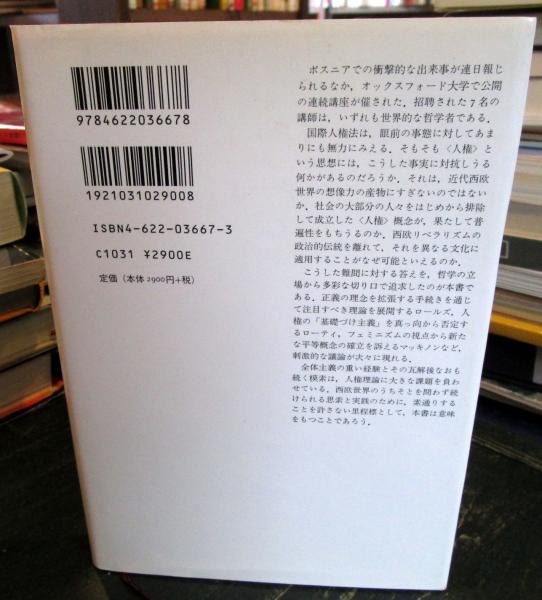 9784622036678
1921031029008
ISBN4-622-03667-3
C1031 ¥2900E
定価 (本体2900円+税)
ボスニアでの衝撃的な出来事が連日報じ
られるなか，オックスフォード大学で公開
の連続講座が催された．招聘された7名の
講師は，いずれも世界的な哲学者である．
国際人権法は，眼前の事態に対してあま
りにも無力にみえる．そもそも〈人権〉と
いう思想には，こうした事実に対抗しうる
何かがあるのだろうか．それは，近代西欧
世界の想像力の産物にすぎないのではない
か．社会の大部分の人々をはじめから排除
して成立した〈人権〉概念が，果たして普
遍性をもちうるのか．西欧リベラリズムの
政治的伝統を離れて，それを異なる文化に
適用することがなぜ可能といえるのか．
こうした難問に対する答えを，哲学の立
場から多彩な切り口で追求したのが本書で
ある．正義の理念を拡張する手続きを通じ
て注目すべき理論を展開するロールズ，人
権の「基礎づけ主義」を真っ向から否定す
るローティ，フェミニズムの視点から新た
な平等概念の確立を訴えるマッキノンなど，
刺激的な議論が次々に現れる．
全体主義の重い経験とその瓦解後なおも
続く模索は，人権理論に大きな課題を負わ
せている．西欧世界のうちそとを問わず続
けられる思索と実践のために，素通りする
ことを許さない里程標として，本書は意味
をもつことであろう．